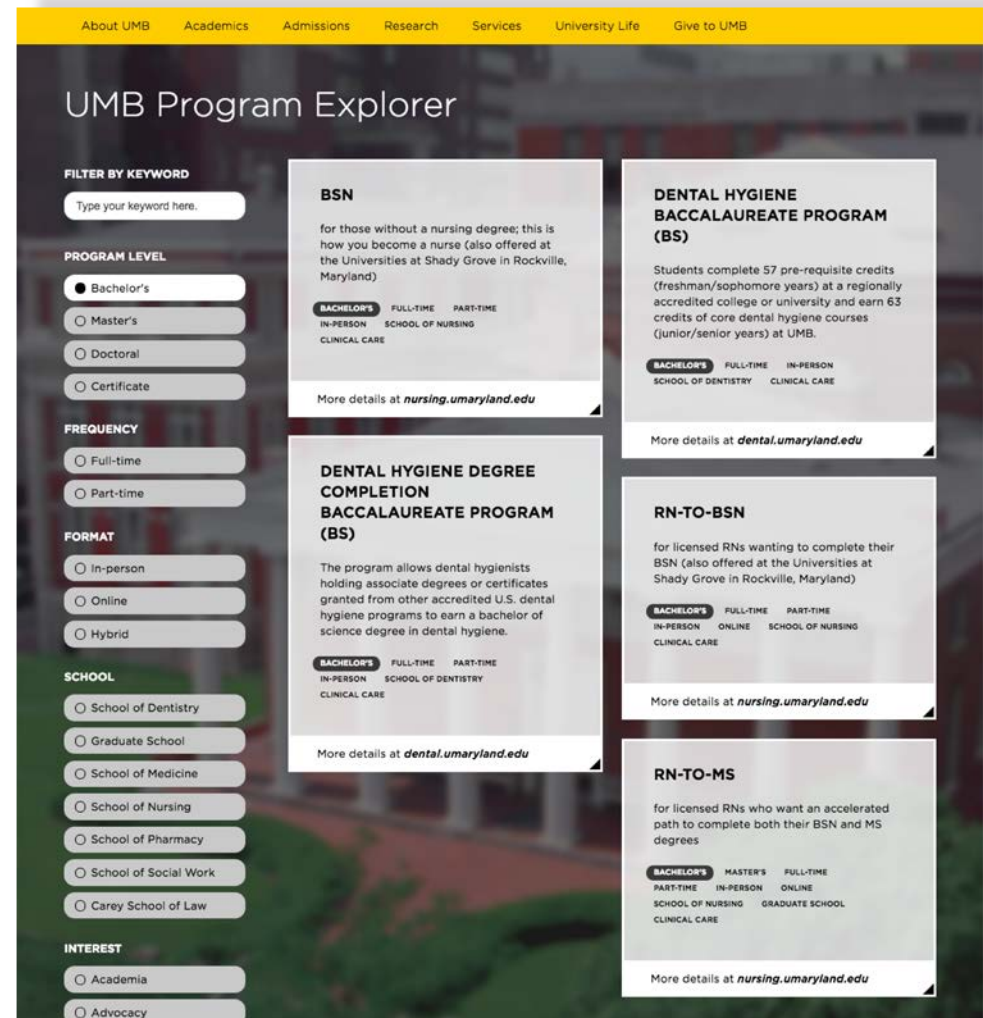 About UMB Academics Admissions Research Services University Life Give to UMB
UMB Program Explorer
FILTER BY KEYWORD
Type your keyword here.
PROGRAM LEVEL
Bachelor's
Master's
Doctoral
Certificate
FREQUENCY
Full-time
Part-time
FORMAT
In-person
Online
Hybrid
SCHOOL
School of Dentistry
Graduate School
School of Medicine
School of Nursing
School of Pharmacy
School of Social Work
Carey School of Law
INTEREST
Academia
Advocacy
BSN
for those without a nursing degree; this is
how you become a nurse (also offered at
the Universities at Shady Grove in Rockville,
Maryland)
BACHELOR'S FULL-TIME PART-TIME
IN-PERSON SCHOOL OF NURSING
CLINICAL CARE
More details at nursing.umaryland.edu
DENTAL HYGIENE DEGREE
COMPLETION
BACCALAUREATE PROGRAM
(BS)
The program allows dental hygienists
holding associate degrees or certificates
granted from other accredited U.S. dental
hygiene programs to earn a bachelor of
science degree in dental hygiene.
BACHELOR'S FULL-TIME PART-TIME
IN-PERSON SCHOOL OF DENTISTRY
CLINICAL CARE
More details at dental.umaryland.edu
DENTAL HYGIENE
BACCALAUREATE PROGRAM
(BS)
Students complete 57 pre-requisite credits
(freshman/sophomore years) at a regionally
accredited college or university and earn 63
credits of core dental hygiene courses
(junior/senior years) at UMB.
BACHELOR'S FULL-TIME IN-PERSON
SCHOOL OF DENTISTRY CLINICAL CARE
More details at dental.umaryland.edu
RN-TO-BSN
for licensed RNs wanting to complete their
BSN (also offered at the Universities at
Shady Grove in Rockville, Maryland)
BACHELOR'S FULL-TIME PART-TIME
IN-PERSON ONLINE SCHOOL OF NURSING
CLINICAL CARE
More details at nursing.umaryland.edu
RN-TO-MS
for licensed RNs who want an accelerated
path to complete both their BSN and MS
degrees
BACHELOR'S MASTER'S FULL-TIME
PART-TIME IN-PERSON ONLINE
SCHOOL OF NURSING GRADUATE SCHOOL
CLINICAL CARE
More details at nursing.umaryland.edu